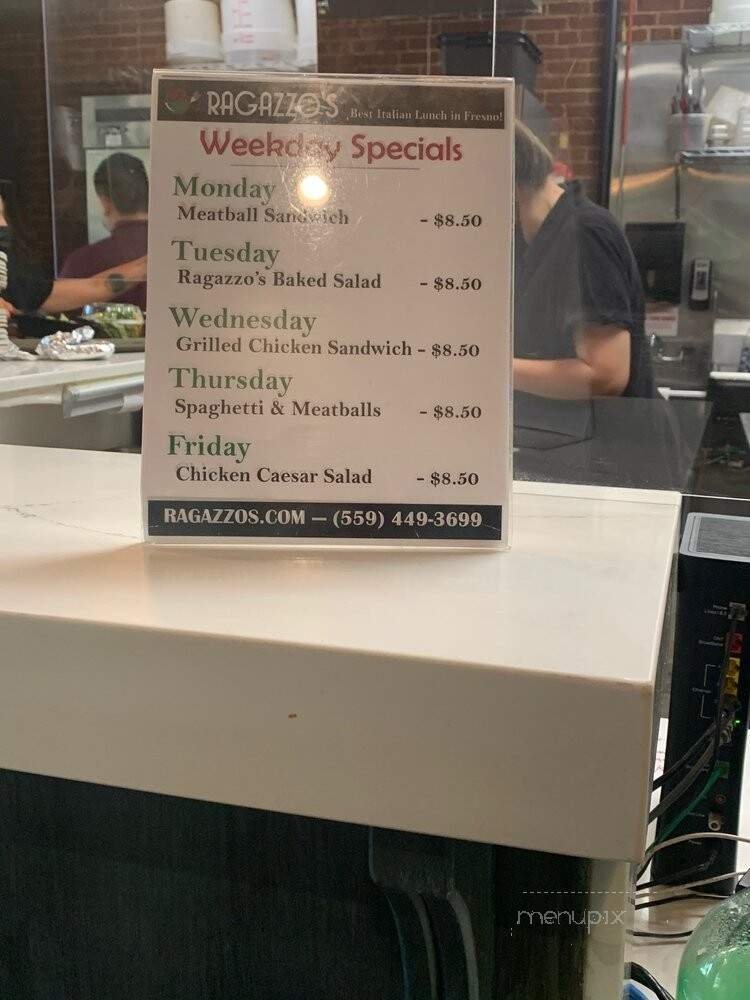 RAGAZZO'S Best Italian Lunch in Fresno!
Weekday Specials
Monday
Meatball Sandwich - $8.50
Tuesday
Ragazzo's Baked Salad - $8.50
Wednesday
Grilled Chicken Sandwich - $8.50
Thursday
Spaghetti & Meatballs - $8.50
Friday
Chicken Caesar Salad - $8.50
RAGAZZOS.COM — (559) 449-3699
menupix